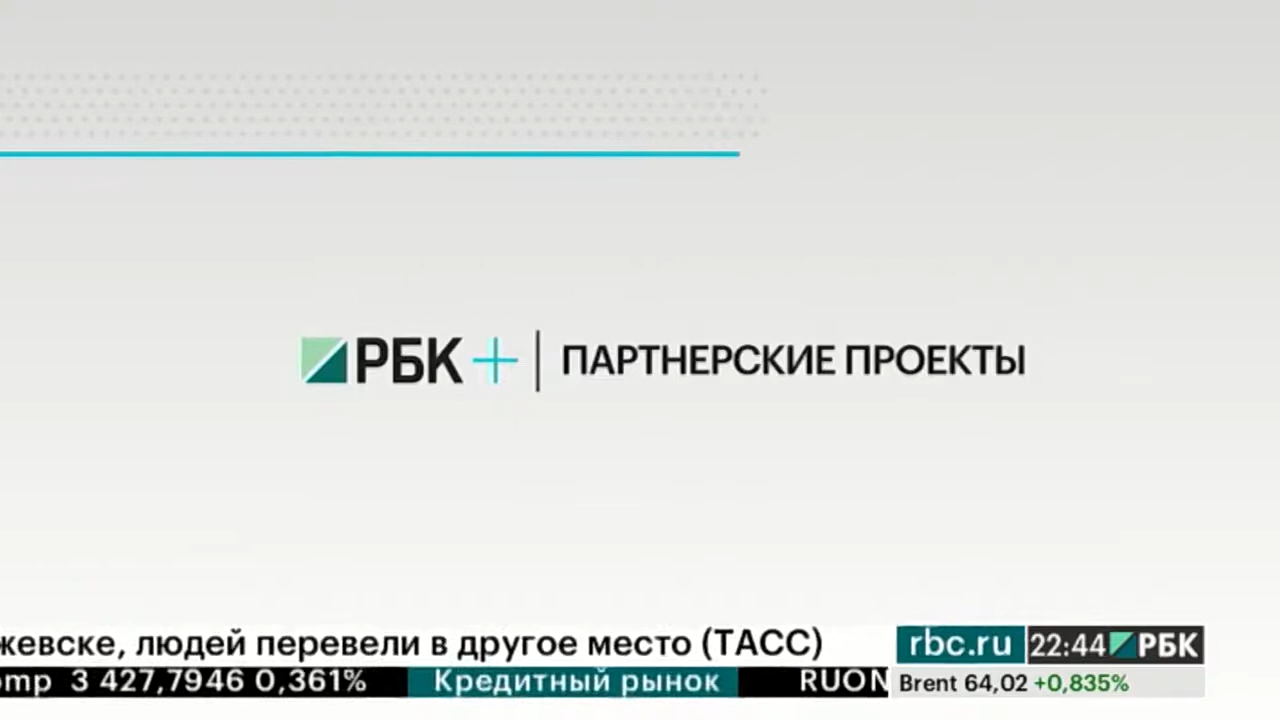 РБК + | ПАРТНЕРСКИЕ ПРОЕКТЫ
жевске, людей перевели в другое место (ТАСС)
rbc.ru 22:44 РБК
omp 3 427,7946 0,361% Кредитный рынок RUON
Brent 64,02 +0,835%